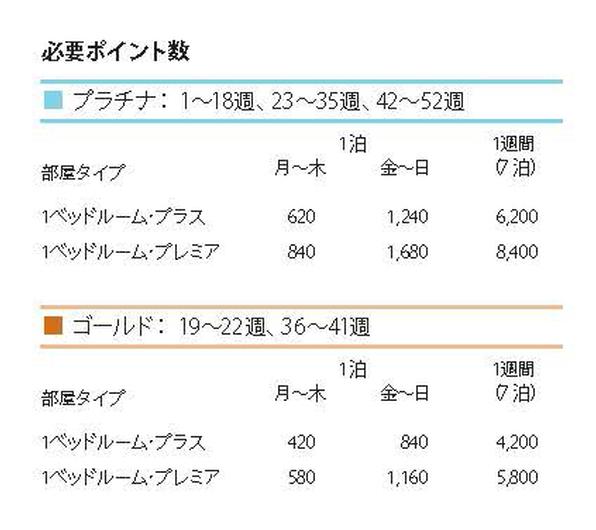 必要ポイント数
プラチナ： 1～18週、23～35週、42～52週
1泊 1週間
部屋タイプ 月～木 金～日 (7泊)
1ベッドルーム・プラス 620 1,240 6,200
1ベッドルーム・プレミア 840 1,680 8,400
ゴールド： 19～22週、36～41週
1泊 1週間
部屋タイプ 月～木 金～日 (7泊)
1ベッドルーム・プラス 420 840 4,200
1ベッドルーム・プレミア 580 1,160 5,800